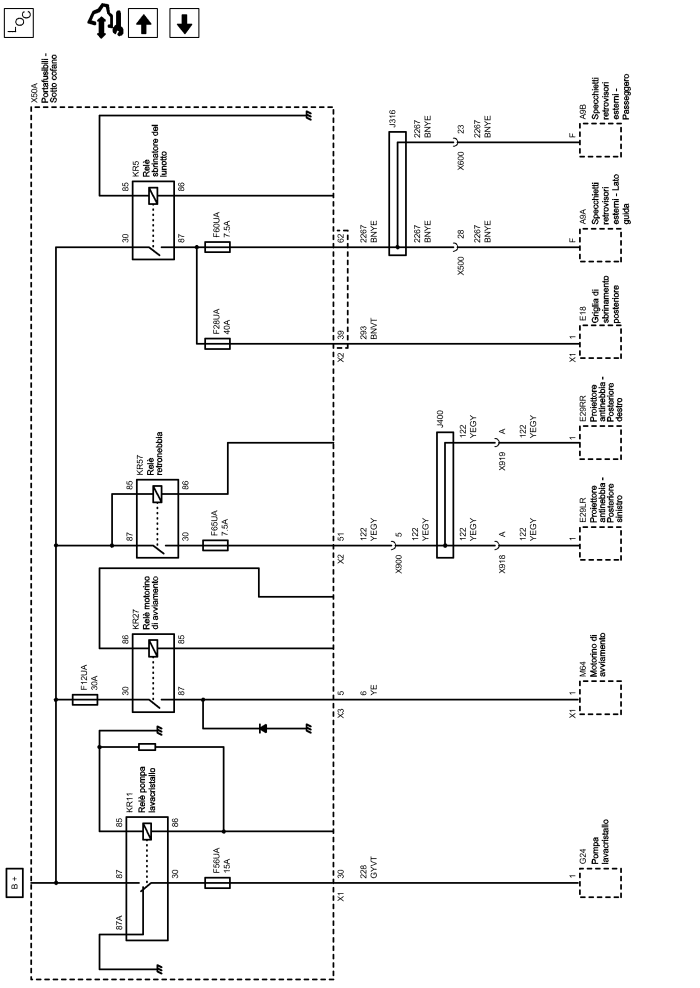 LOC
B +
X50A
Portafusibili -
Sotto cofano
85
86
KR5
Relè
sbrinatore del
lunotto
30
87
F60UA
7.5A
F28UA
40A
62
39
X2
2267
BNYE
293
BNVT
J316
2267
BNYE
23
X600
2267
BNYE
F
A9B
Specchietti
retrovisori
esterni -
Passeggero
2267
BNYE
28
X500
2267
BNYE
F
A9A
Specchietti
retrovisori
esterni - Lato
guida
1
X1
E18
Griglia di
sbrinamento
posteriore
85
86
KR57
Relè
retronebbia
87
30
F65UA
7.5A
51
X2
122
YEGY
5
X900
122
YEGY
J400
122
YEGY
A
X919
122
YEGY
1
E29RR
Proiettore
antinebbia -
Posteriore
destro
122
YEGY
A
X918
122
YEGY
1
E29LR
Proiettore
antinebbia -
Posteriore
sinistro
F12UA
30A
86
85
KR27
Relè motorino
di avviamento
30
87
5
X3
6
YE
1
X1
M64
Motorino di
avviamento
85
86
KR11
Relè pompa
lavacristallo
87
30
87A
F56UA
15A
30
X1
228
GYVT
1
G24
Pompa
lavacristallo